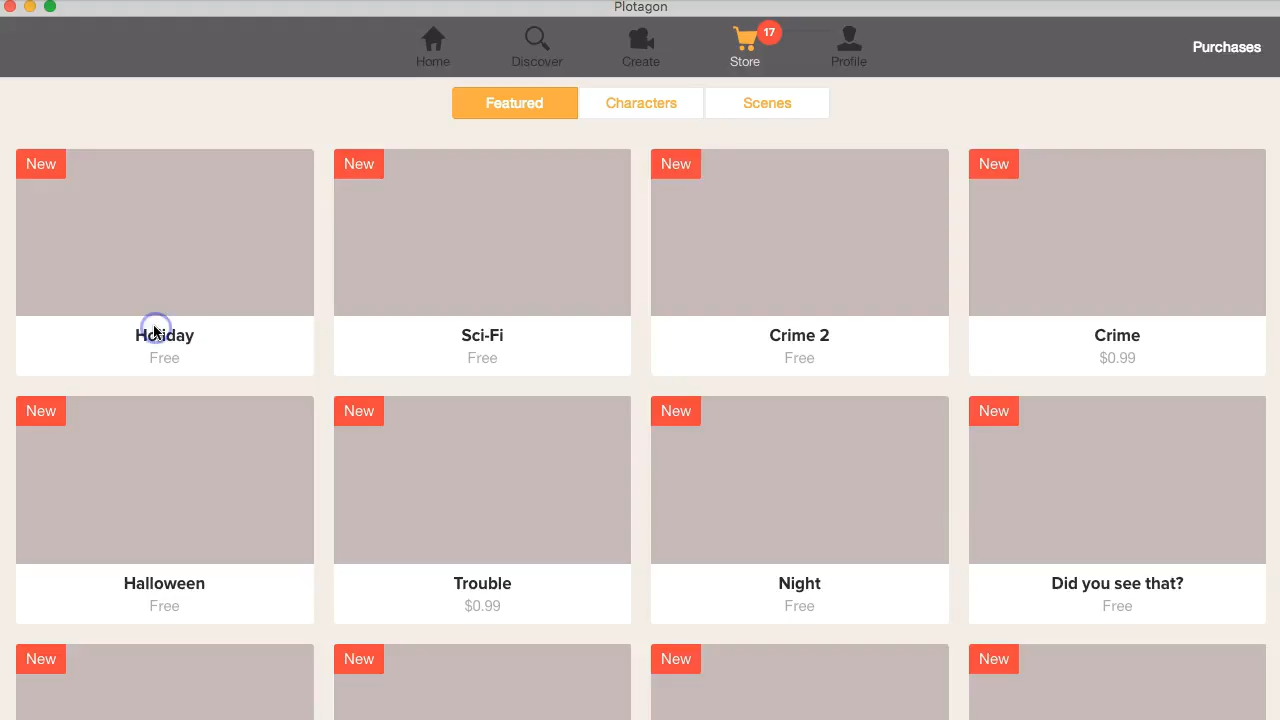 Plotagon
Home
Discover
Create
Store
17
Profile
Purchases
Featured
Characters
Scenes
New
New
New
New
Holiday
Free
Sci-Fi
Free
Crime 2
Free
Crime
$0.99
New
New
New
New
Halloween
Free
Trouble
$0.99
Night
Free
Did you see that?
Free
New
New
New
New